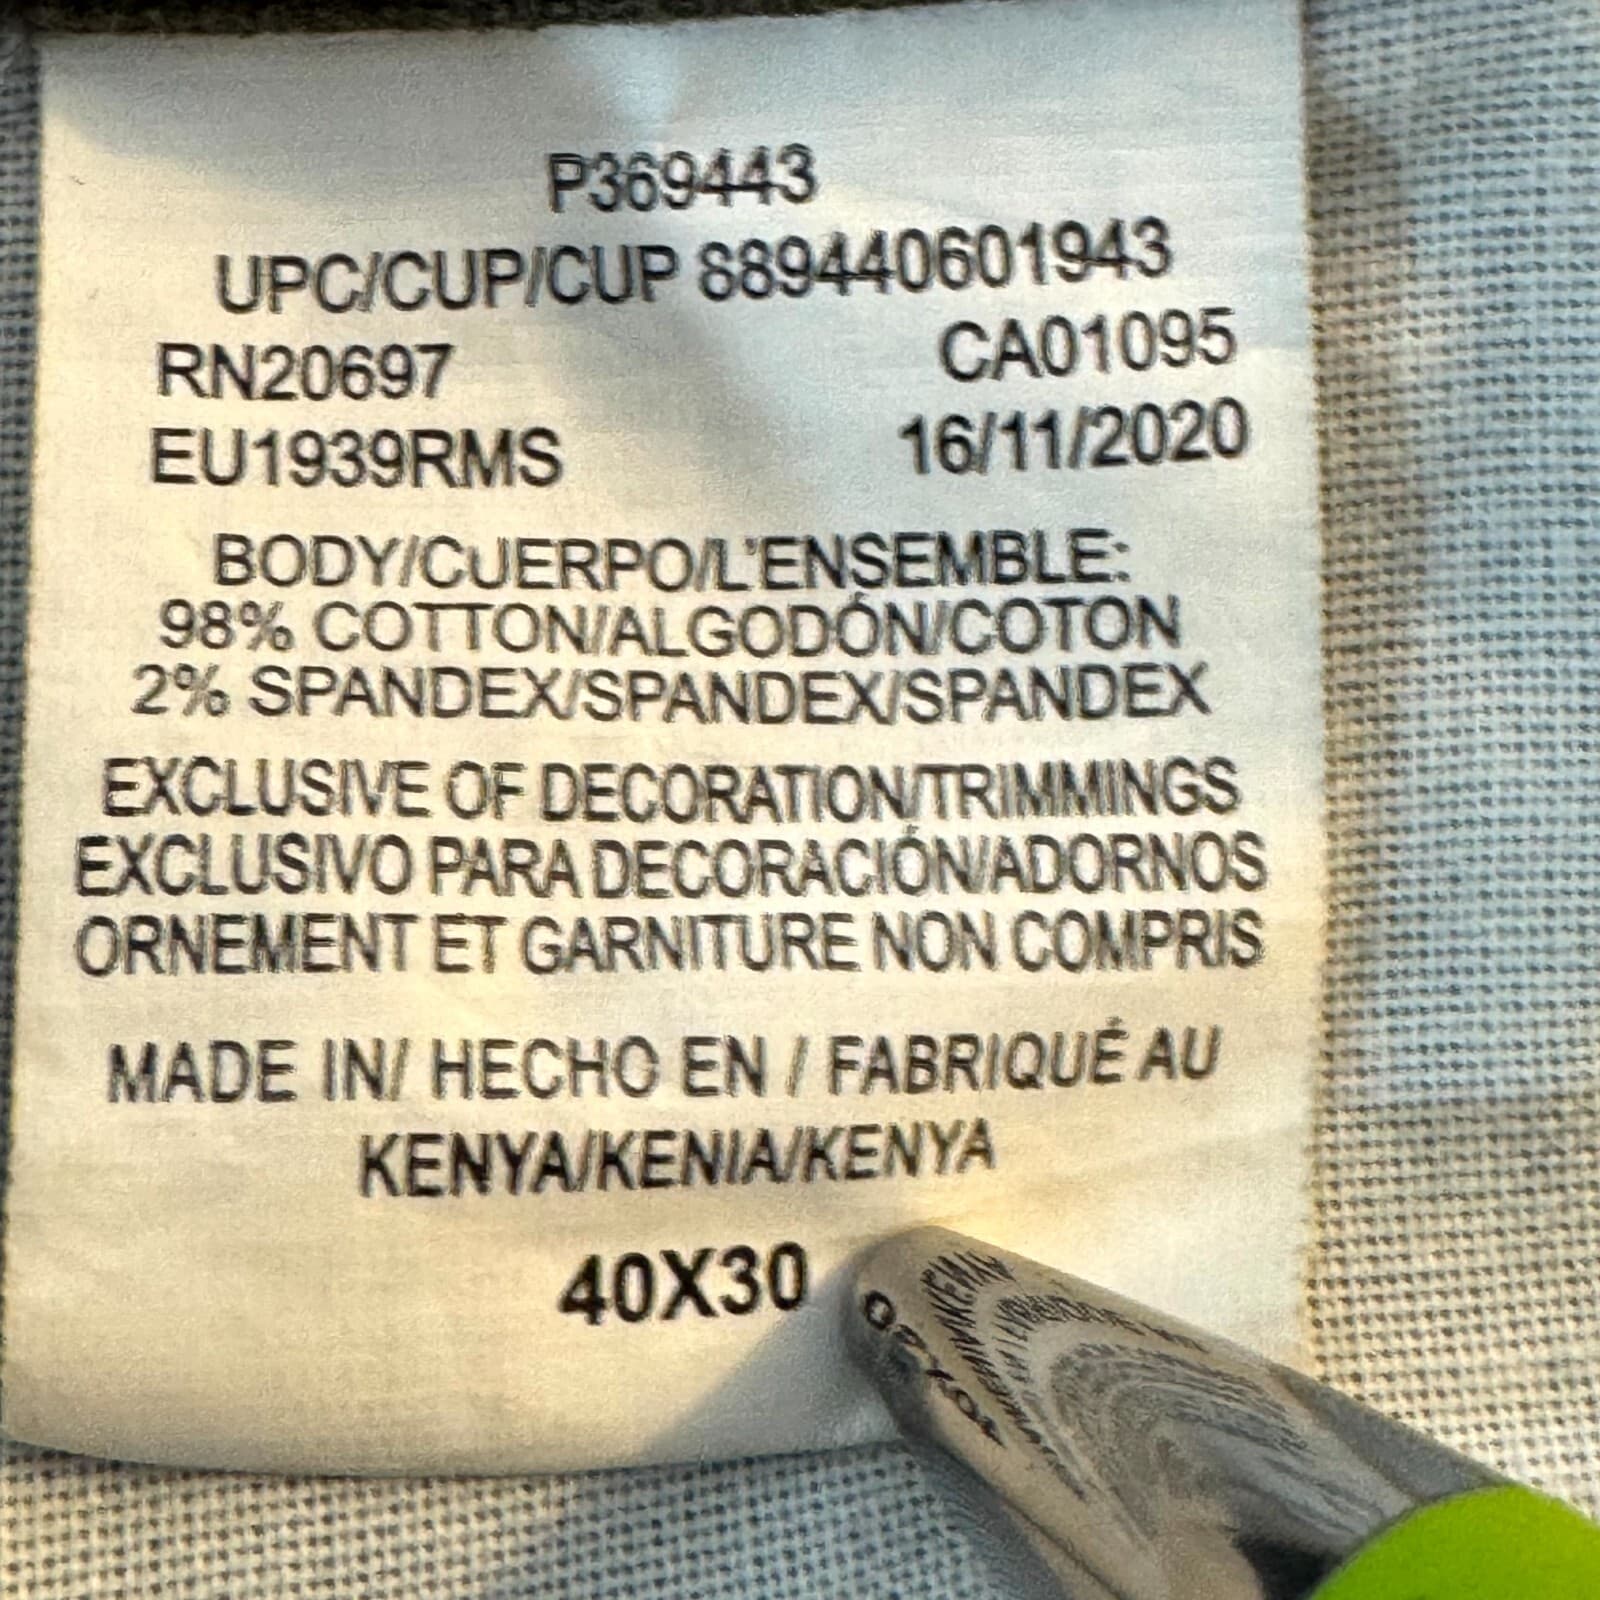 P369443
UPC/CUP/CUP 889440601943
RN20697 CA01095
EU1939RMS 16/11/2020
BODY/CUERPO/L'ENSEMBLE:
98% COTTON/ALGODÓN/COTON
2% SPANDEX/SPANDEX/SPANDEX
EXCLUSIVE OF DECORATION/TRIMMINGS
EXCLUSIVO PARA DECORACIÓN/ADORNOS
ORNEMENT ET GARNITURE NON COMPRIS
MADE IN/ HECHO EN / FABRIQUÉ AU
KENYA/KENIA/KENYA
40X30